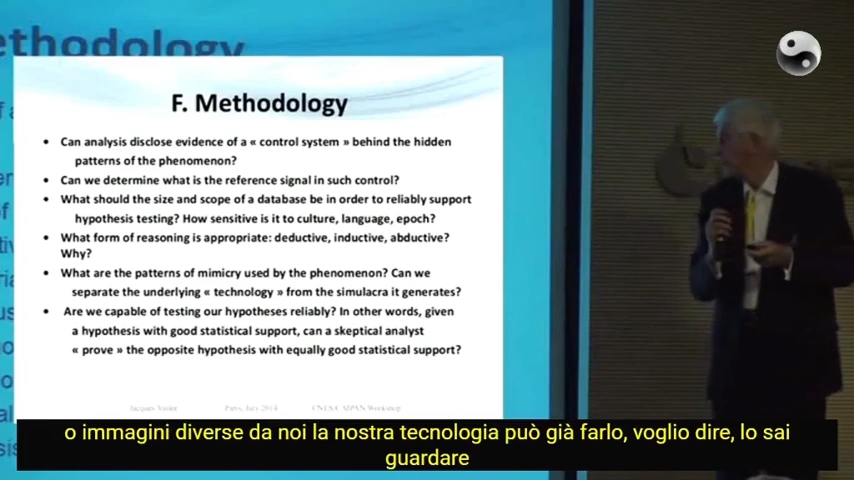 ethodology
F. Methodology
• Can analysis disclose evidence of a « control system » behind the hidden
patterns of the phenomenon?
• Can we determine what is the reference signal in such control?
• What should the size and scope of a database be in order to reliably support
hypothesis testing? How sensitive is it to culture, language, epoch?
• What form of reasoning is appropriate: deductive, inductive, abductive?
Why?
• What are the patterns of mimicry used by the phenomenon? Can we
separate the underlying « technology » from the simulacra it generates?
• Are we capable of testing our hypotheses reliably? In other words, given
a hypothesis with good statistical support, can a skeptical analyst
« prove » the opposite hypothesis with equally good statistical support?
Jacques Vallee Paris, July 2014 CNES/CAIPAN Workshop
o immagini diverse da noi la nostra tecnologia può già farlo, voglio dire, lo sai
guardare